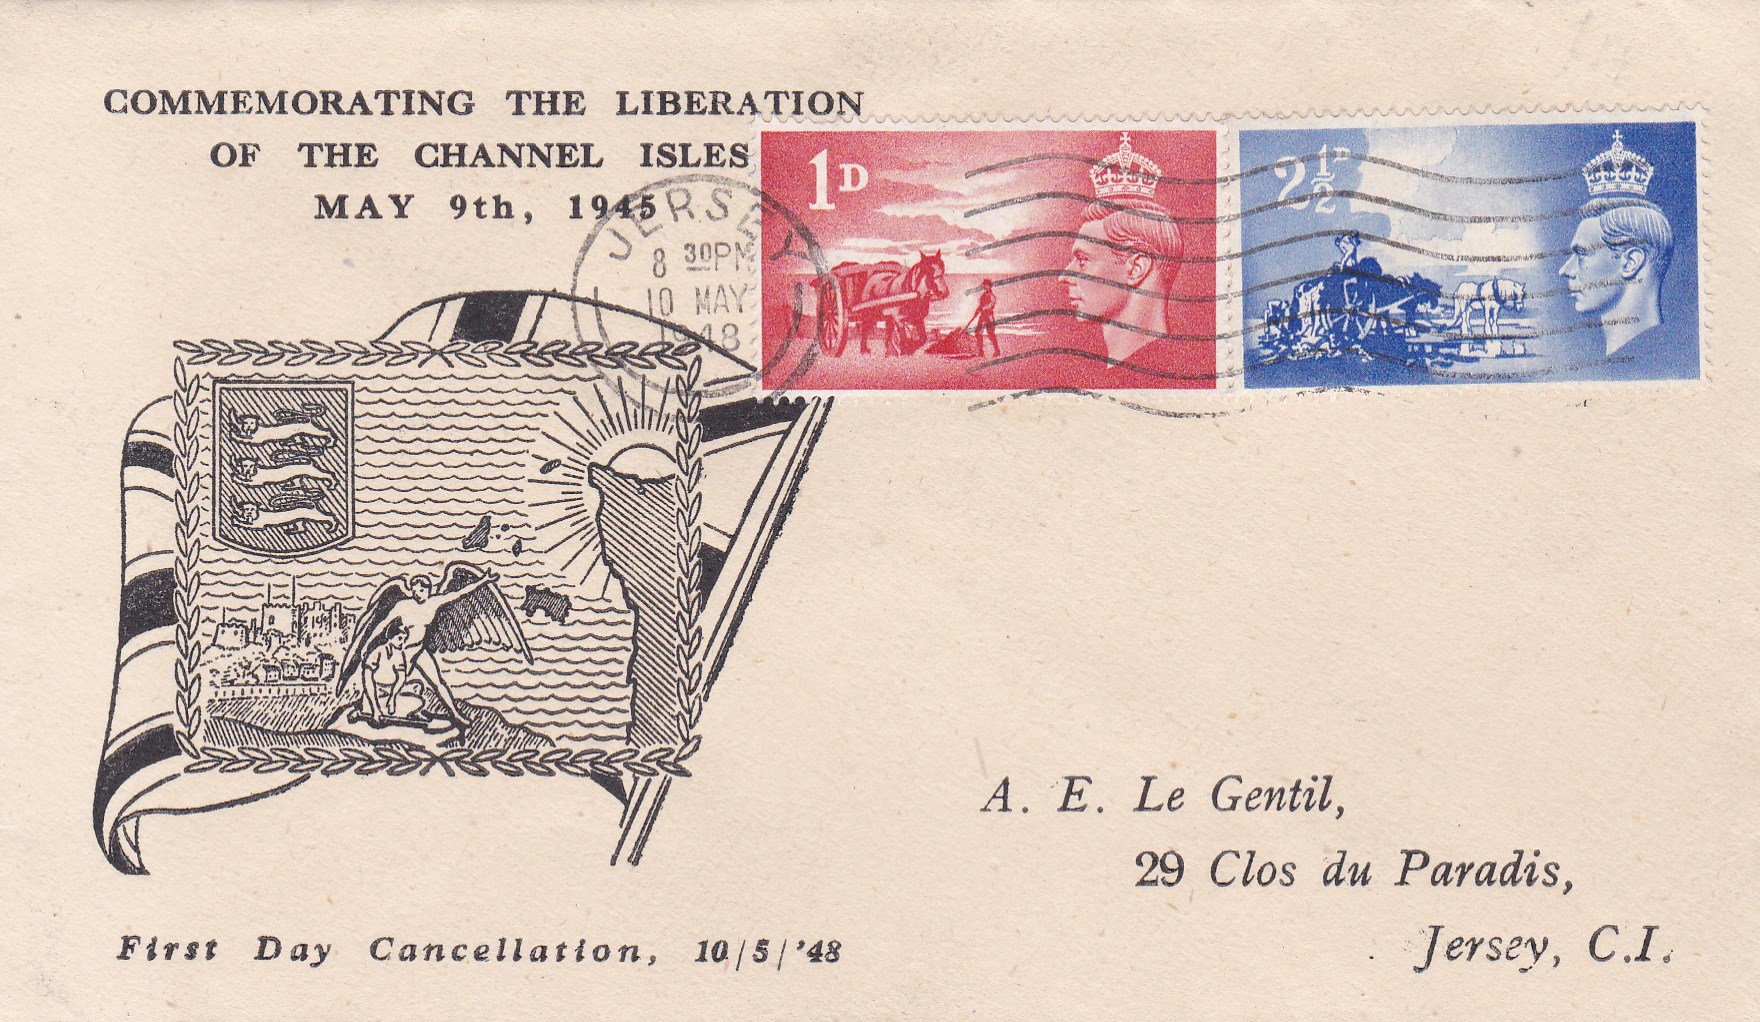 COMMEMORATING THE LIBERATION
OF THE CHANNEL ISLES
MAY 9th, 1945
JERSEY
8 30PM
10 MAY
1948
1D
2½D
A. E. Le Gentil,
29 Clos du Paradis,
Jersey, C.I.
First Day Cancellation, 10/5/'48